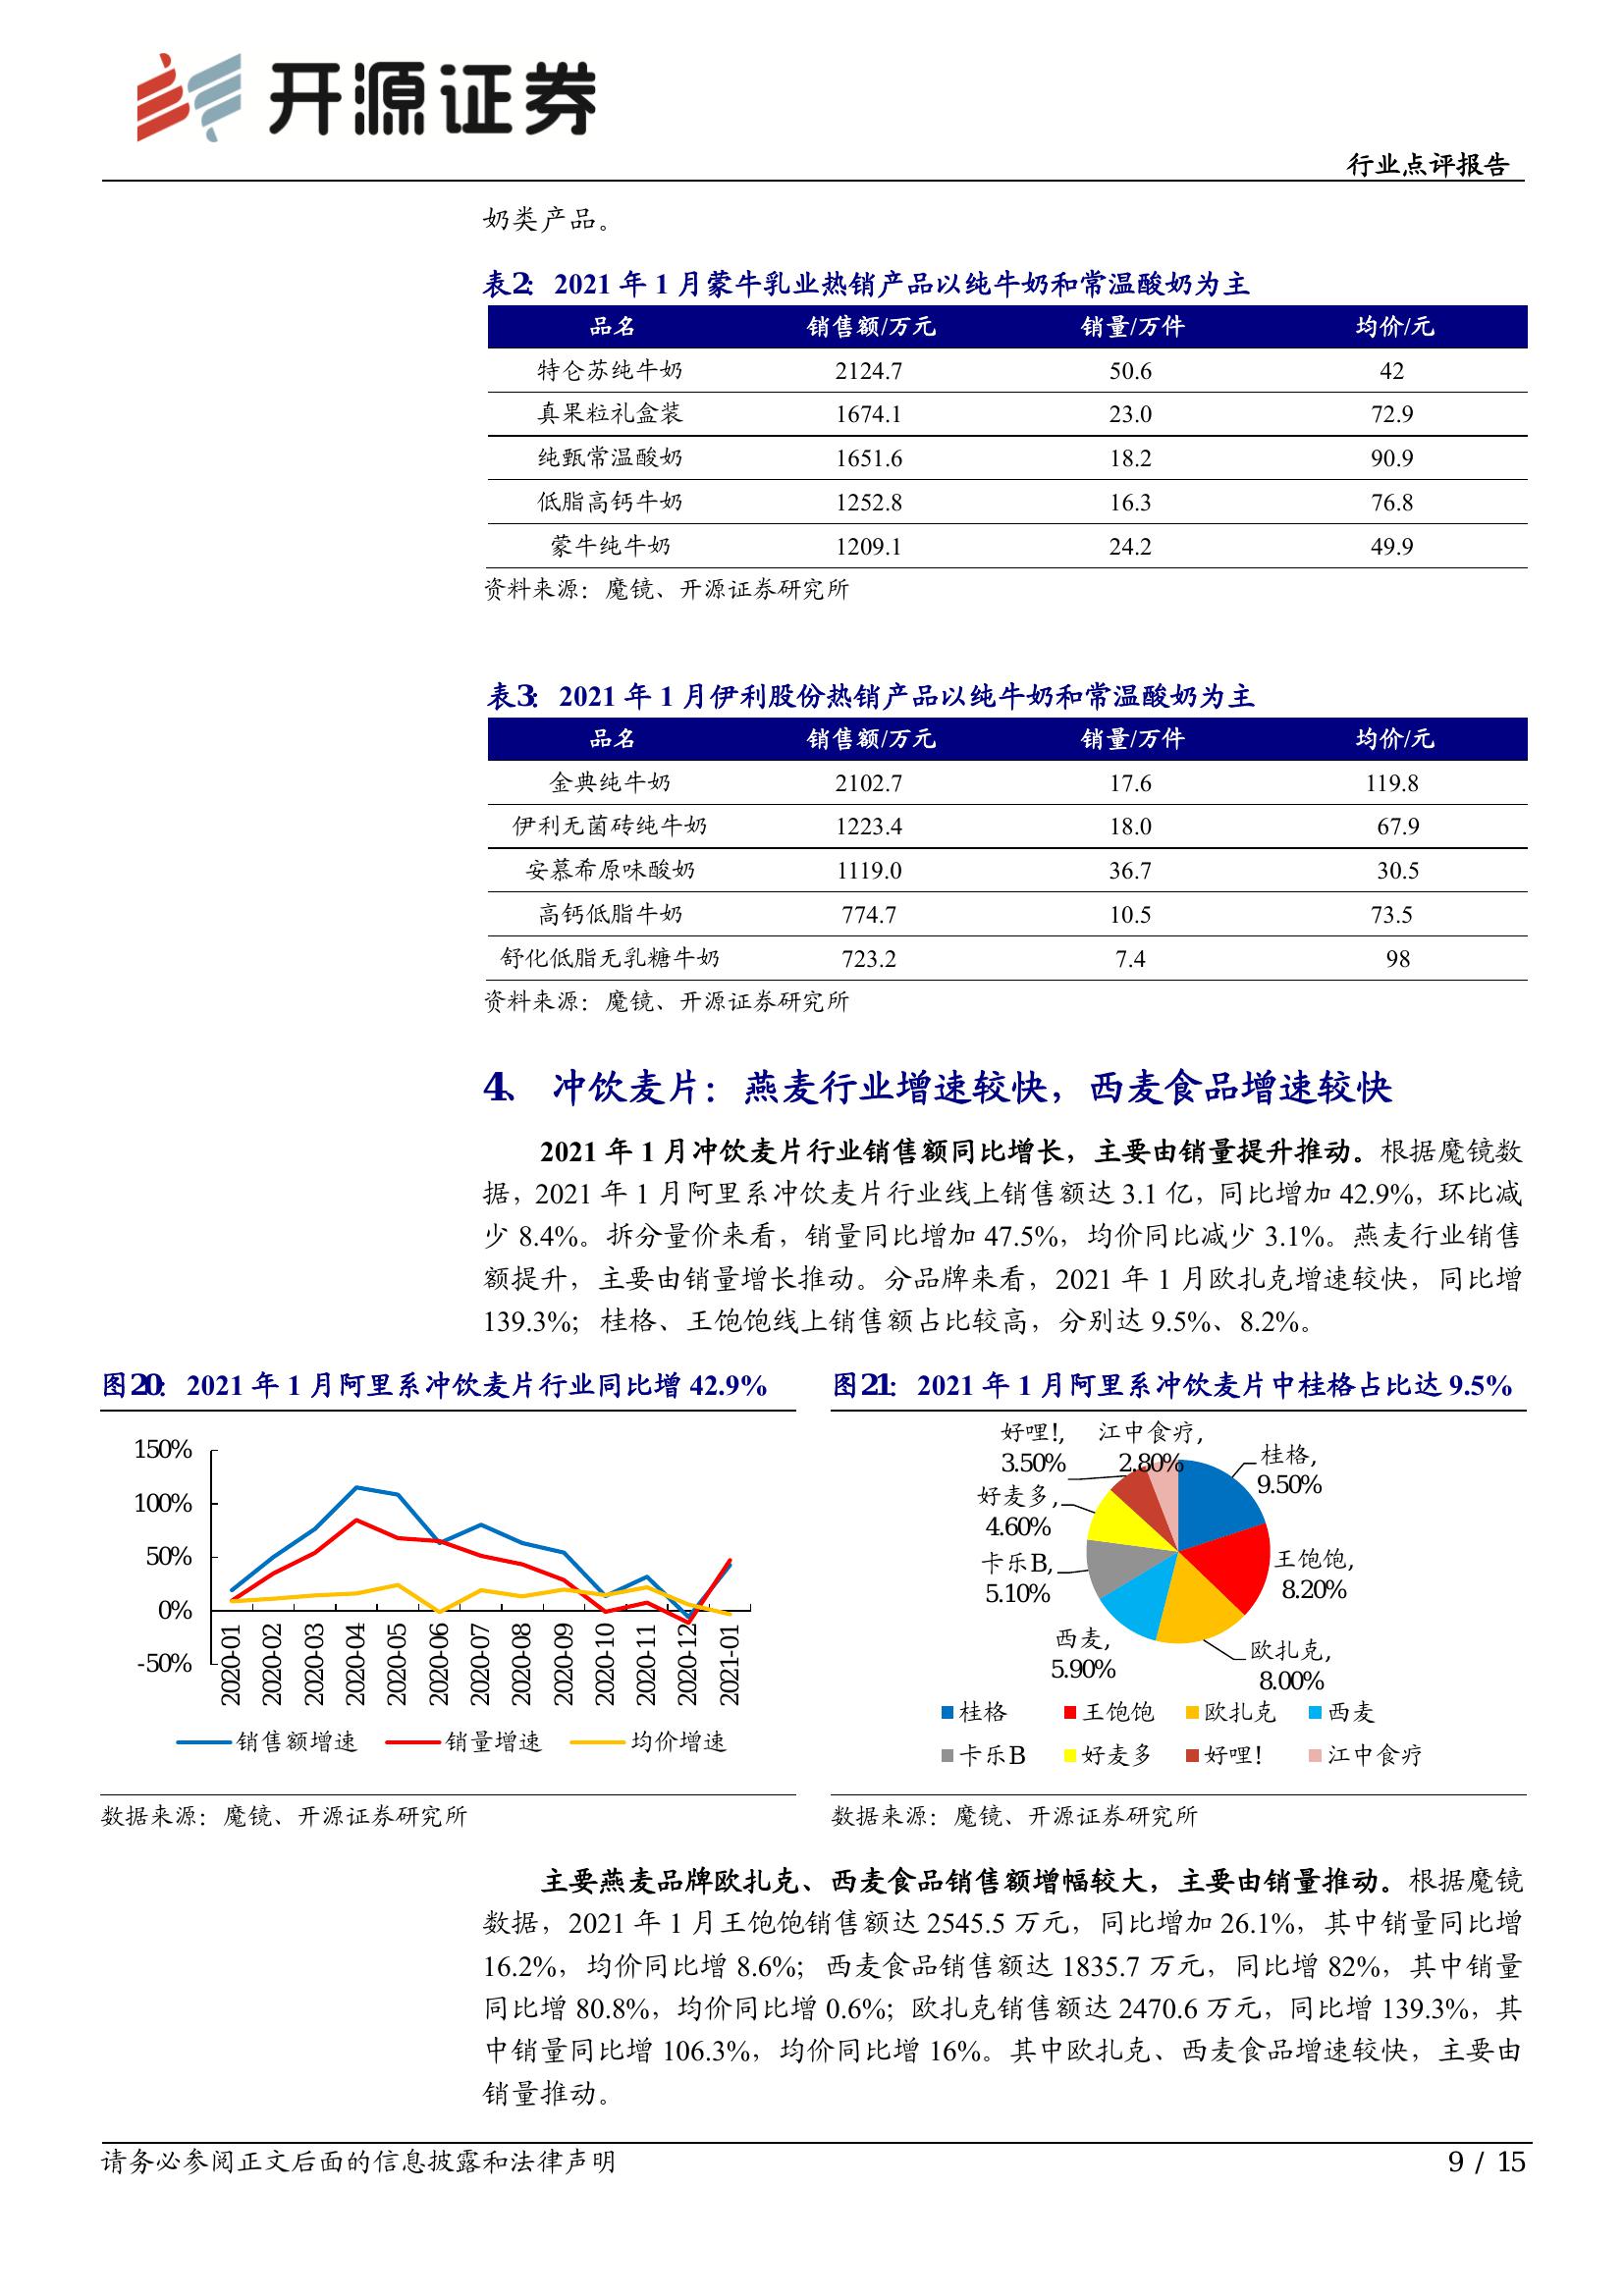 开源证券
行业点评报告
奶类产品。
表2： 2021 年 1 月蒙牛乳业热销产品以纯牛奶和常温酸奶为主
品名 销售额/万元 销量/万件 均价/元
特仑苏纯牛奶 2124.7 50.6 42
真果粒礼盒装 1674.1 23.0 72.9
纯甄常温酸奶 1651.6 18.2 90.9
低脂高钙牛奶 1252.8 16.3 76.8
蒙牛纯牛奶 1209.1 24.2 49.9
资料来源：魔镜、开源证券研究所
表3： 2021 年 1 月伊利股份热销产品以纯牛奶和常温酸奶为主
品名 销售额/万元 销量/万件 均价/元
金典纯牛奶 2102.7 17.6 119.8
伊利无菌砖纯牛奶 1223.4 18.0 67.9
安慕希原味酸奶 1119.0 36.7 30.5
高钙低脂牛奶 774.7 10.5 73.5
舒化低脂无乳糖牛奶 723.2 7.4 98
资料来源：魔镜、开源证券研究所
4、 冲饮麦片：燕麦行业增速较快，西麦食品增速较快
2021 年 1 月冲饮麦片行业销售额同比增长，主要由销量提升推动。根据魔镜数
据，2021 年 1 月阿里系冲饮麦片行业线上销售额达 3.1 亿，同比增加 42.9%，环比减
少 8.4%。拆分量价来看，销量同比增加 47.5%，均价同比减少 3.1%。燕麦行业销售
额提升，主要由销量增长推动。分品牌来看，2021 年 1 月欧扎克增速较快，同比增
139.3%；桂格、王饱饱线上销售额占比较高，分别达 9.5%、8.2%。
图20： 2021 年 1 月阿里系冲饮麦片行业同比增 42.9%
150%
100%
50%
0%
-50%
2020-01
2020-02
2020-03
2020-04
2020-05
2020-06
2020-07
2020-08
2020-09
2020-10
2020-11
2020-12
2021-01
销售额增速 销量增速 均价增速
数据来源：魔镜、开源证券研究所
图21： 2021 年 1 月阿里系冲饮麦片中桂格占比达 9.5%
好哩!,
3.50%
江中食疗,
2.80%
桂格,
9.50%
好麦多,
4.60%
卡乐B,
5.10%
王饱饱,
8.20%
西麦,
5.90%
欧扎克,
8.00%
桂格 王饱饱 欧扎克 西麦
卡乐B 好麦多 好哩! 江中食疗
数据来源：魔镜、开源证券研究所
主要燕麦品牌欧扎克、西麦食品销售额增幅较大，主要由销量推动。根据魔镜
数据，2021 年 1 月王饱饱销售额达 2545.5 万元，同比增加 26.1%，其中销量同比增
16.2%，均价同比增 8.6%；西麦食品销售额达 1835.7 万元，同比增 82%，其中销量
同比增 80.8%，均价同比增 0.6%；欧扎克销售额达 2470.6 万元，同比增 139.3%，其
中销量同比增 106.3%，均价同比增 16%。其中欧扎克、西麦食品增速较快，主要由
销量推动。
请务必参阅正文后面的信息披露和法律声明
9 / 15